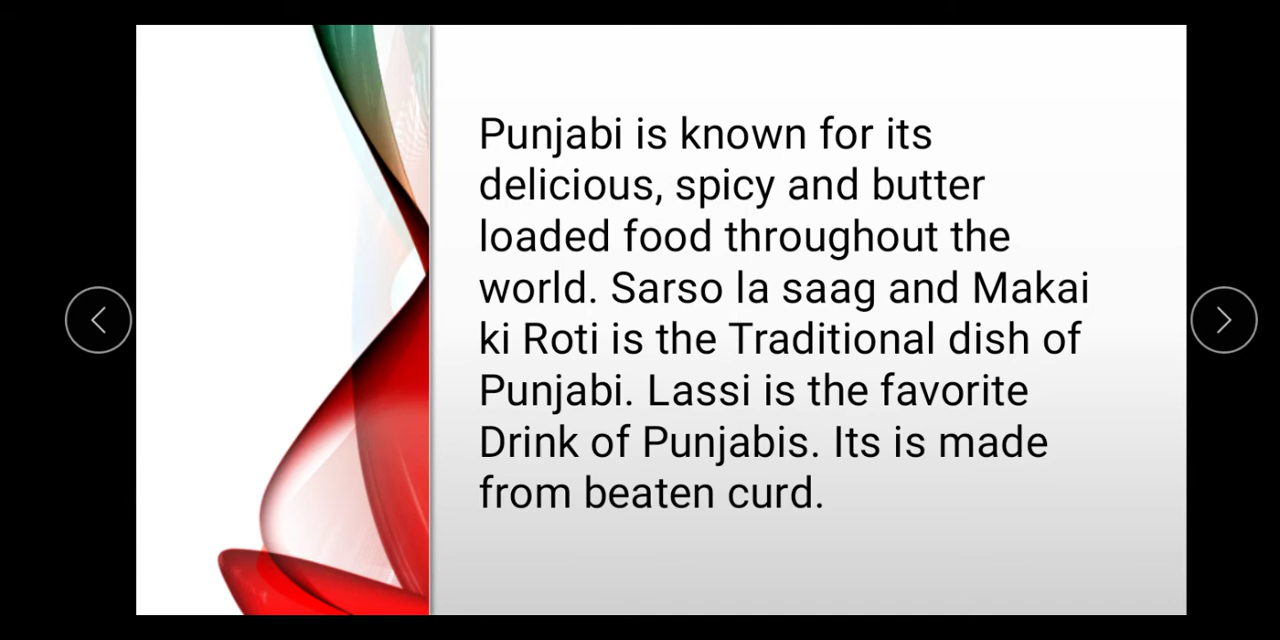 Punjabi is known for its
delicious, spicy and butter
loaded food throughout the
world. Sarso la saag and Makai
ki Roti is the Traditional dish of
Punjabi. Lassi is the favorite
Drink of Punjabis. Its is made
from beaten curd.